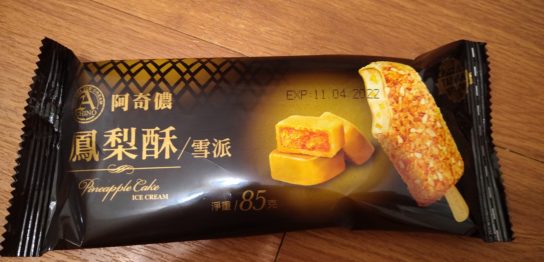 A
NINO
阿奇儂
EXP 11 04 2022
鳳梨酥/雪派
Pineapple Cake
ICE CREAM
淨重/85克